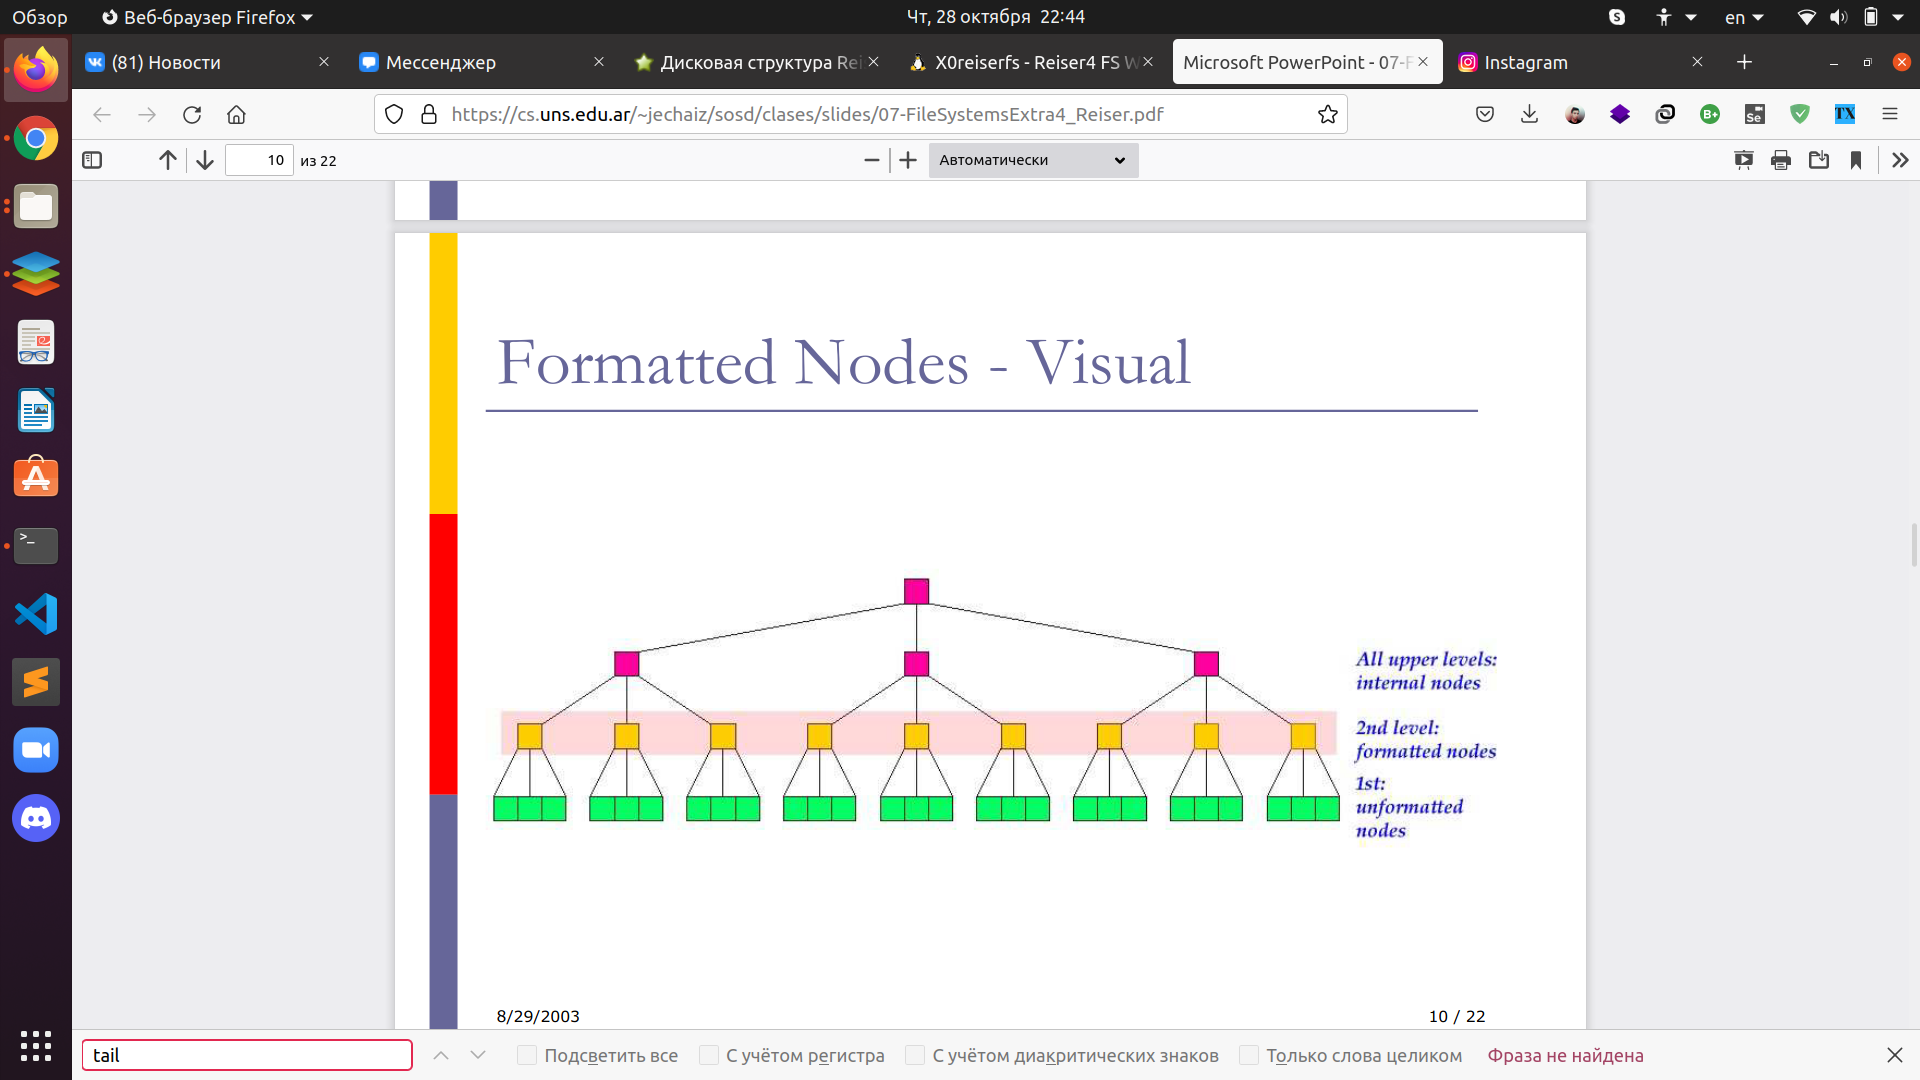 Обзор
Веб-браузер Firefox
Чт, 28 октября 22:44
en
(81) Новости
Мессенджер
Дисковая структура Rei
X0reiserfs - Reiser4 FS W
Microsoft PowerPoint - 07-F
Instagram
https://cs.uns.edu.ar/~jechaiz/sosd/clases/slides/07-FileSystemsExtra4_Reiser.pdf
B+
Se
TX
10 из 22
Автоматически
Formatted Nodes - Visual
All upper levels:
internal nodes
2nd level:
formatted nodes
1st:
unformatted
nodes
8/29/2003
10 / 22
tail
Подсветить все
С учётом регистра
С учётом диакритических знаков
Только слова целиком
Фраза не найдена